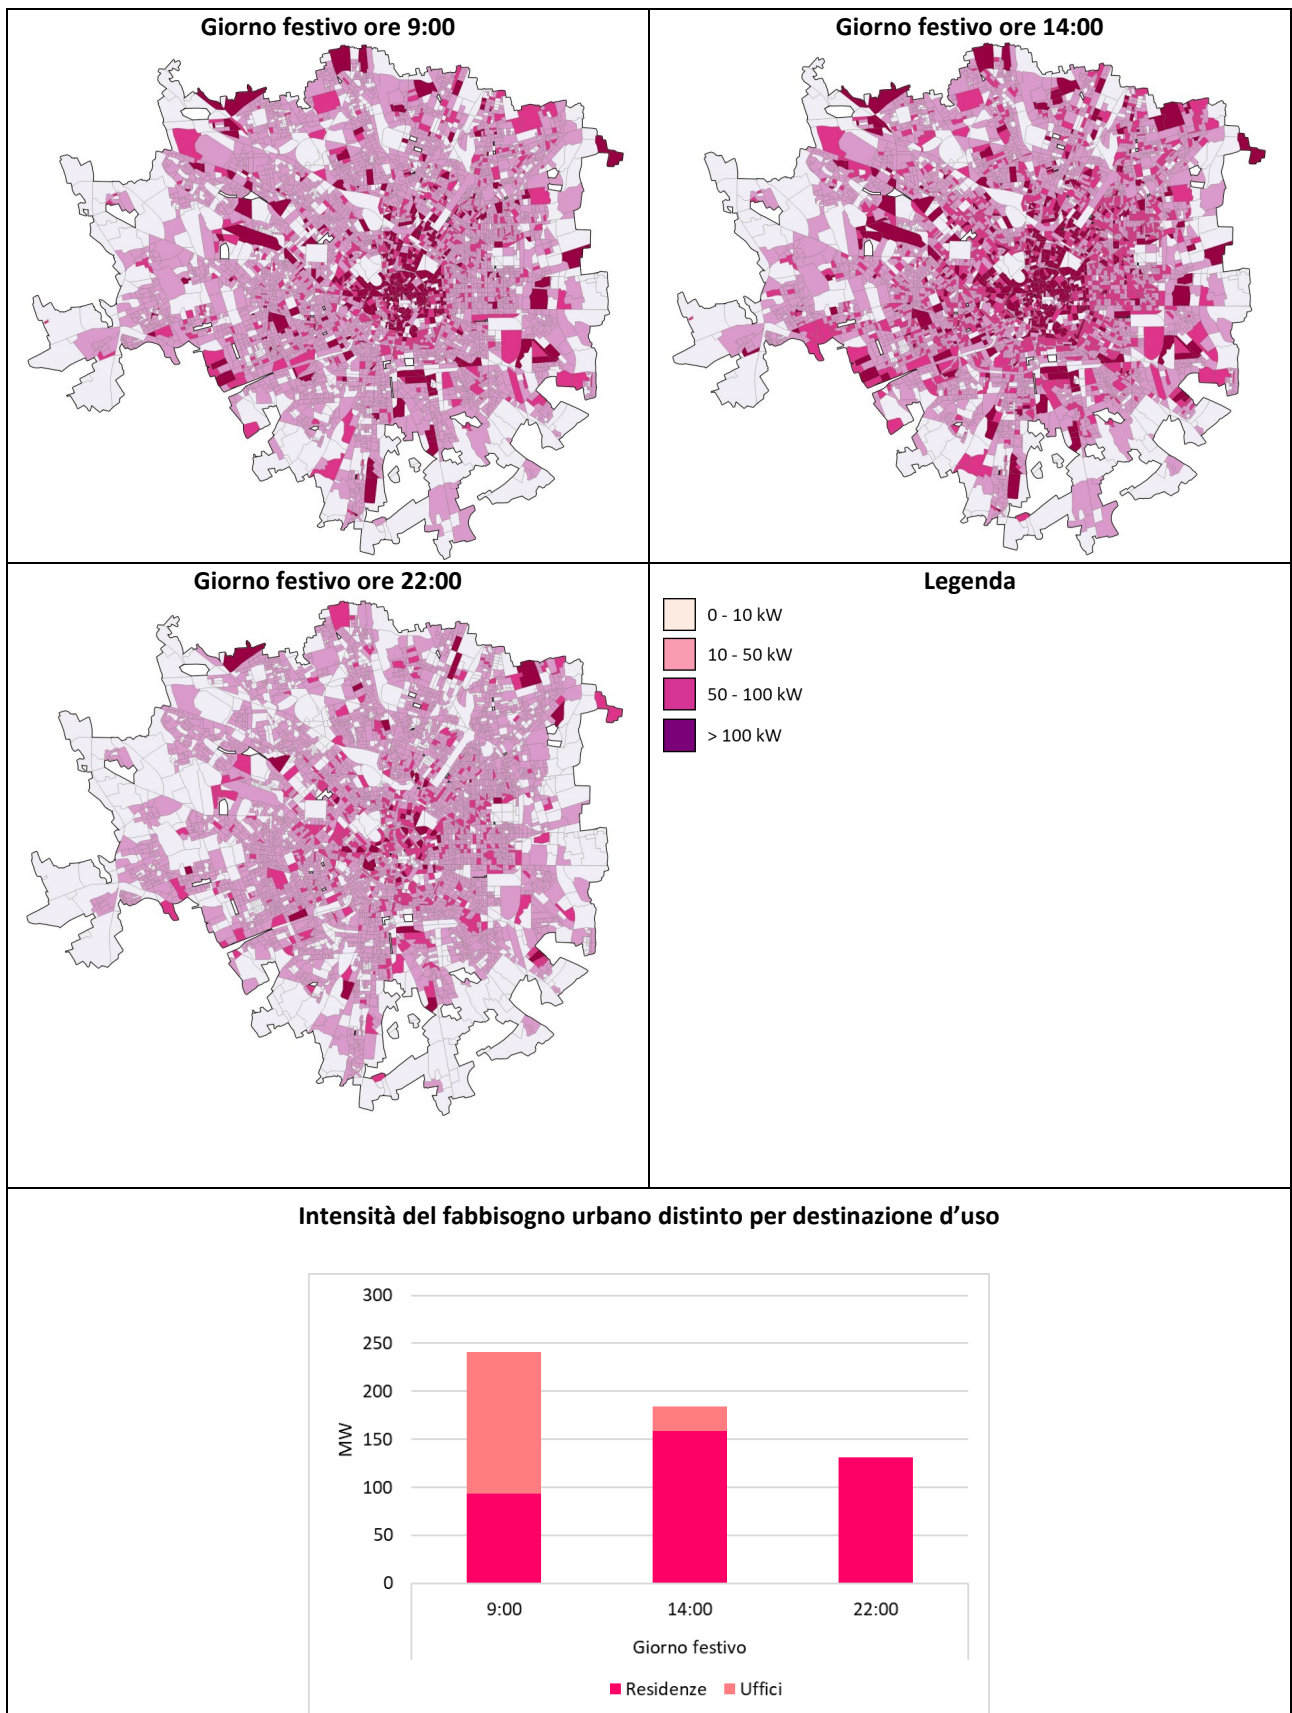 Giorno festivo ore 9:00
Giorno festivo ore 14:00
Giorno festivo ore 22:00
Legenda
0 - 10 kW
10 - 50 kW
50 - 100 kW
> 100 kW
Intensità del fabbisogno urbano distinto per destinazione d’uso
300
250
200
150
100
50
0
MW
9:00
14:00
22:00
Giorno festivo
Residenze
Uffici